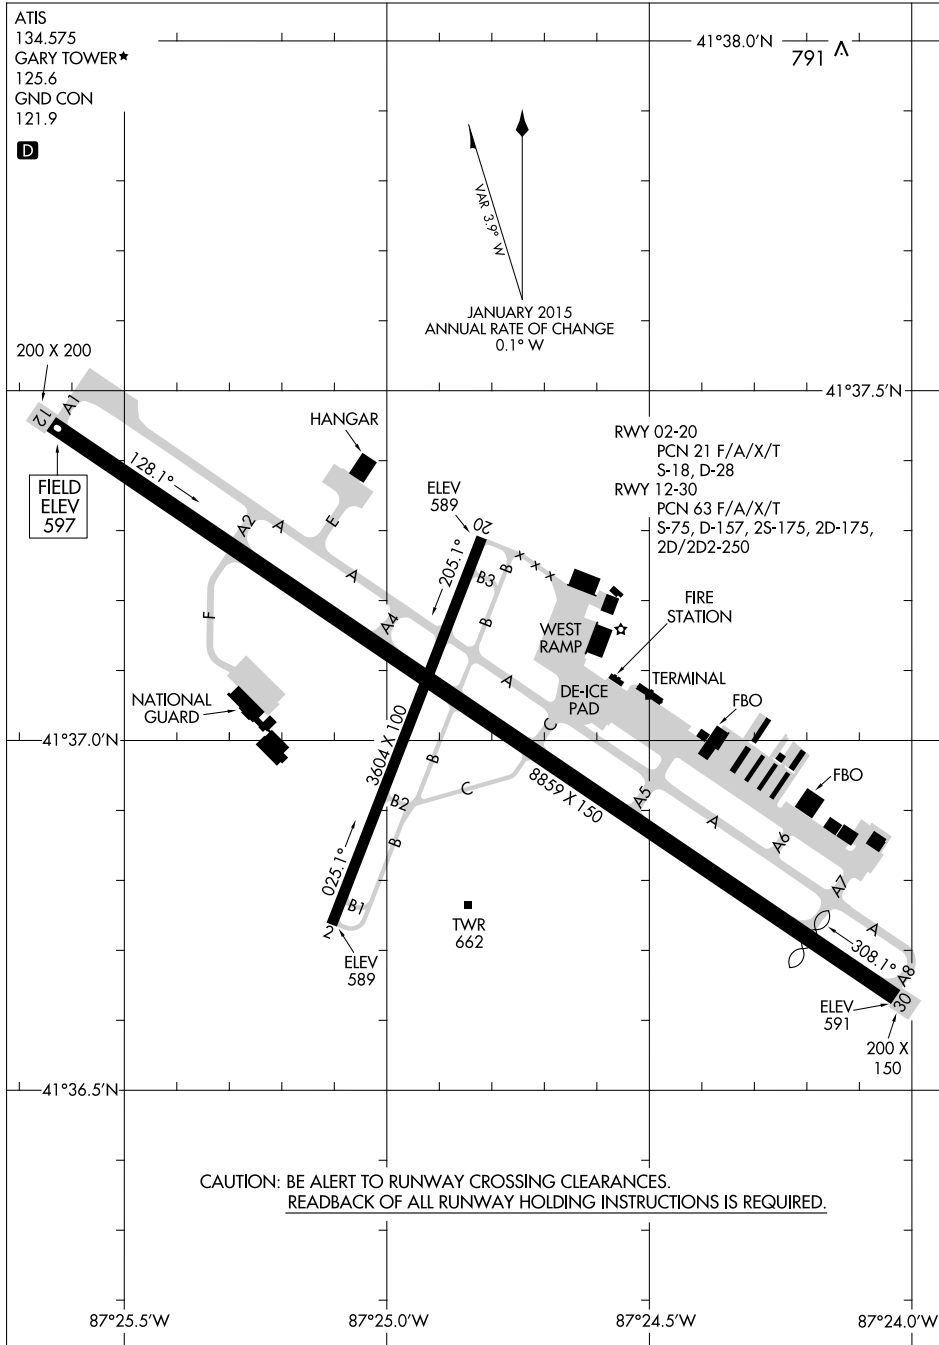 ATIS
134.575
GARY TOWER★
125.6
GND CON
121.9
D
41°38.0'N
791
VAR 3.9° W
JANUARY 2015
ANNUAL RATE OF CHANGE
0.1° W
200 X 200
41°37.5'N
A1
12
HANGAR
RWY 02-20
PCN 21 F/A/X/T
S-18, D-28
RWY 12-30
PCN 63 F/A/X/T
S-75, D-157, 2S-175, 2D-175,
2D/2D2-250
128.1°
FIELD
ELEV
597
ELEV
589
20
A2
A
E
205.1°
B
x x x
B3
A
FIRE
STATION
F
A4
B
WEST
RAMP
A
TERMINAL
DE-ICE
PAD
NATIONAL
GUARD
FBO
C
41°37.0'N
3604 X 100
B
8859 X 150
C
FBO
B2
A5
A
B
A6
025.1°
A7
B1
TWR
662
2
A
308.1°
ELEV
589
A8
30
ELEV
591
200 X
150
41°36.5'N
CAUTION: BE ALERT TO RUNWAY CROSSING CLEARANCES.
READBACK OF ALL RUNWAY HOLDING INSTRUCTIONS IS REQUIRED.
87°25.5'W
87°25.0'W
87°24.5'W
87°24.0'W